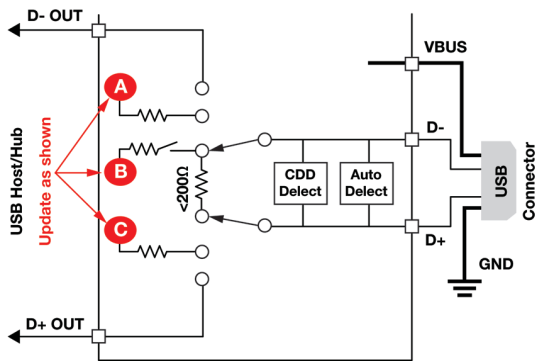 D- OUT
VBUS
A
D-
B
CDD
Delect
Auto
Delect
<200Ω
USB
Connector
USB Host/Hub
Update as shown
C
D+
GND
D+ OUT